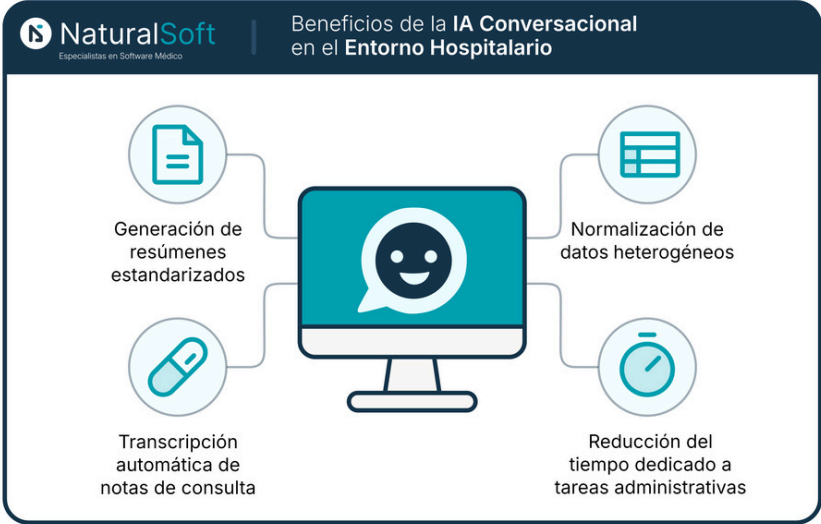 NaturalSoft
Especialistas en Software Médico
Beneficios de la IA Conversacional
en el Entorno Hospitalario
Generación de
resúmenes
estandarizados
Normalización de
datos heterogéneos
Transcripción
automática de
notas de consulta
Reducción del
tiempo dedicado a
tareas administrativas